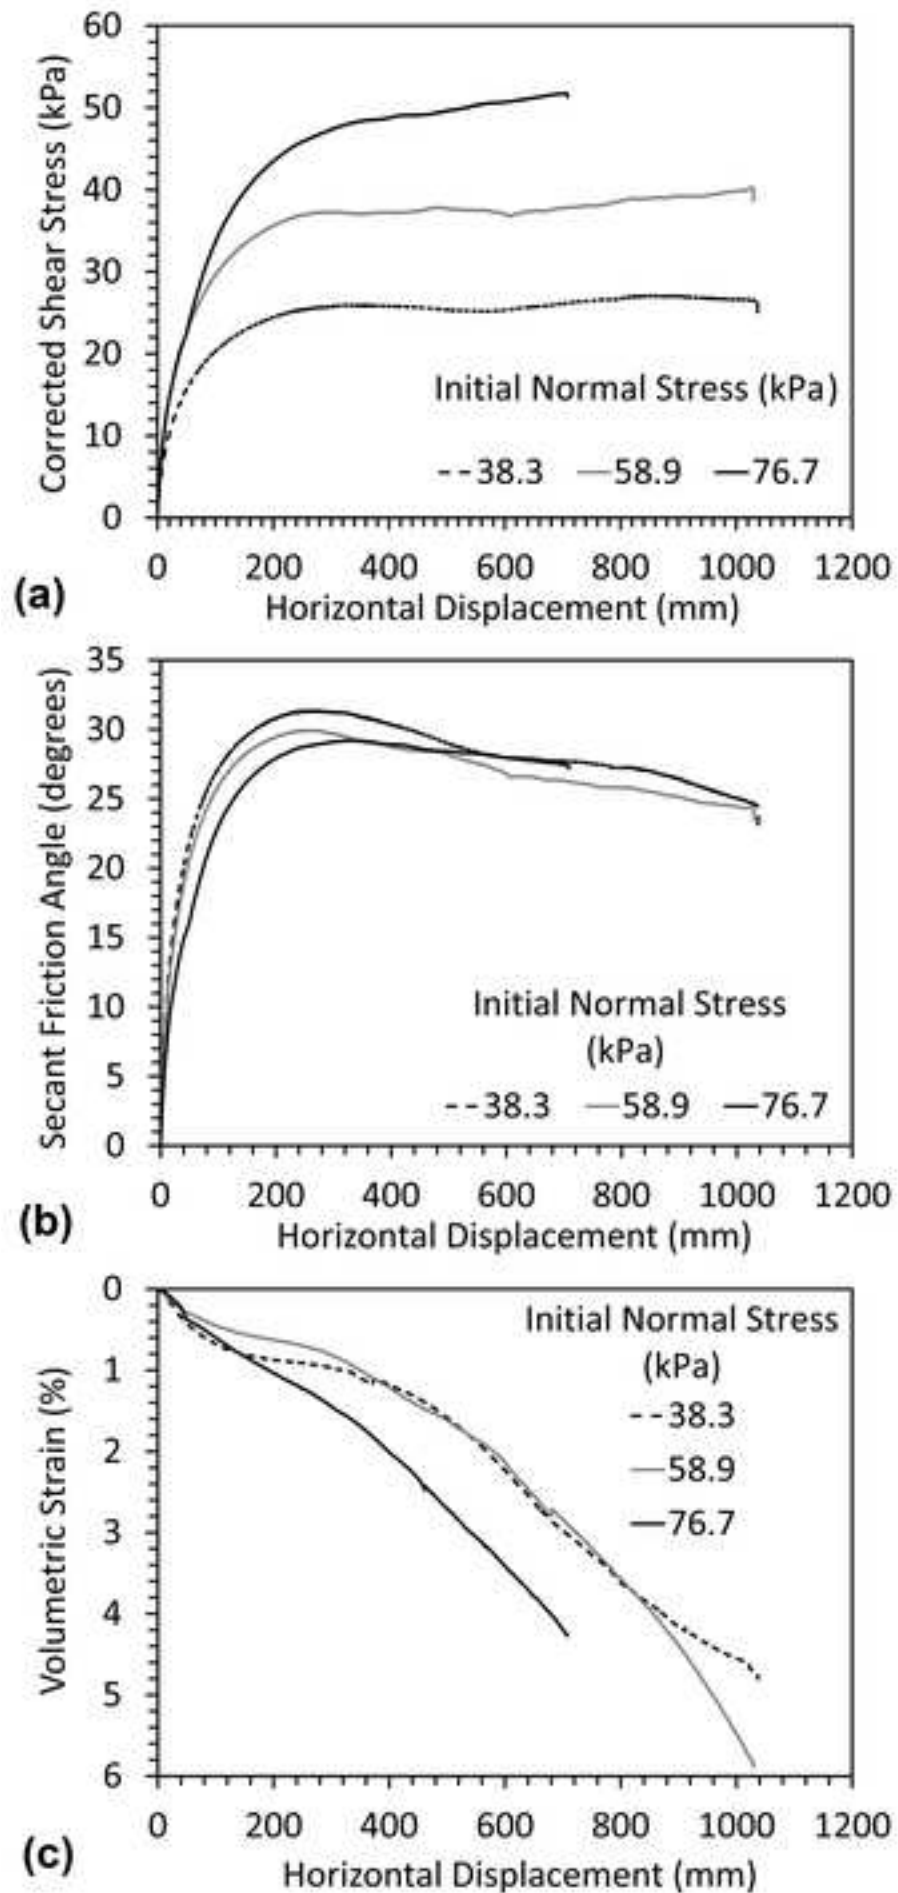 60
50
40
30
20
10
0
Corrected Shear Stress (kPa)
Initial Normal Stress (kPa)
38.3 58.9 76.7
0 200 400 600 800 1000 1200
(a)
Horizontal Displacement (mm)
35
30
25
20
15
10
5
0
Secant Friction Angle (degrees)
Initial Normal Stress
(kPa)
38.3 58.9 76.7
0 200 400 600 800 1000 1200
(b)
Horizontal Displacement (mm)
0
1
2
3
4
5
6
Volumetric Strain (%)
Initial Normal Stress
(kPa)
38.3
58.9
76.7
0 200 400 600 800 1000 1200
(c)
Horizontal Displacement (mm)